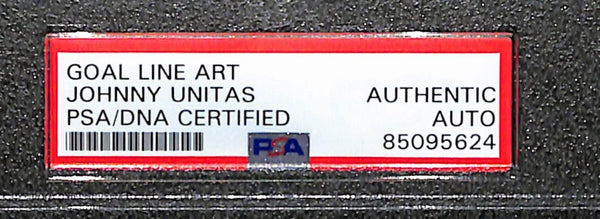 GOAL LINE ART
JOHNNY UNITAS AUTHENTIC
PSA/DNA CERTIFIED AUTO
PSA 85095624